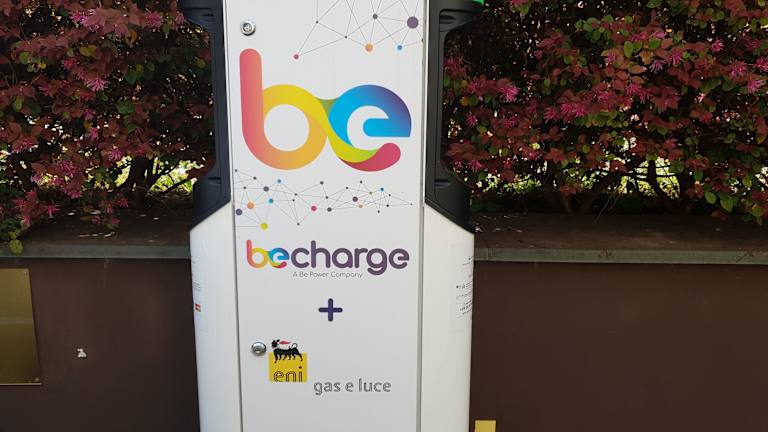 be
becharge
A Be Power Company
+
eni
gas e luce